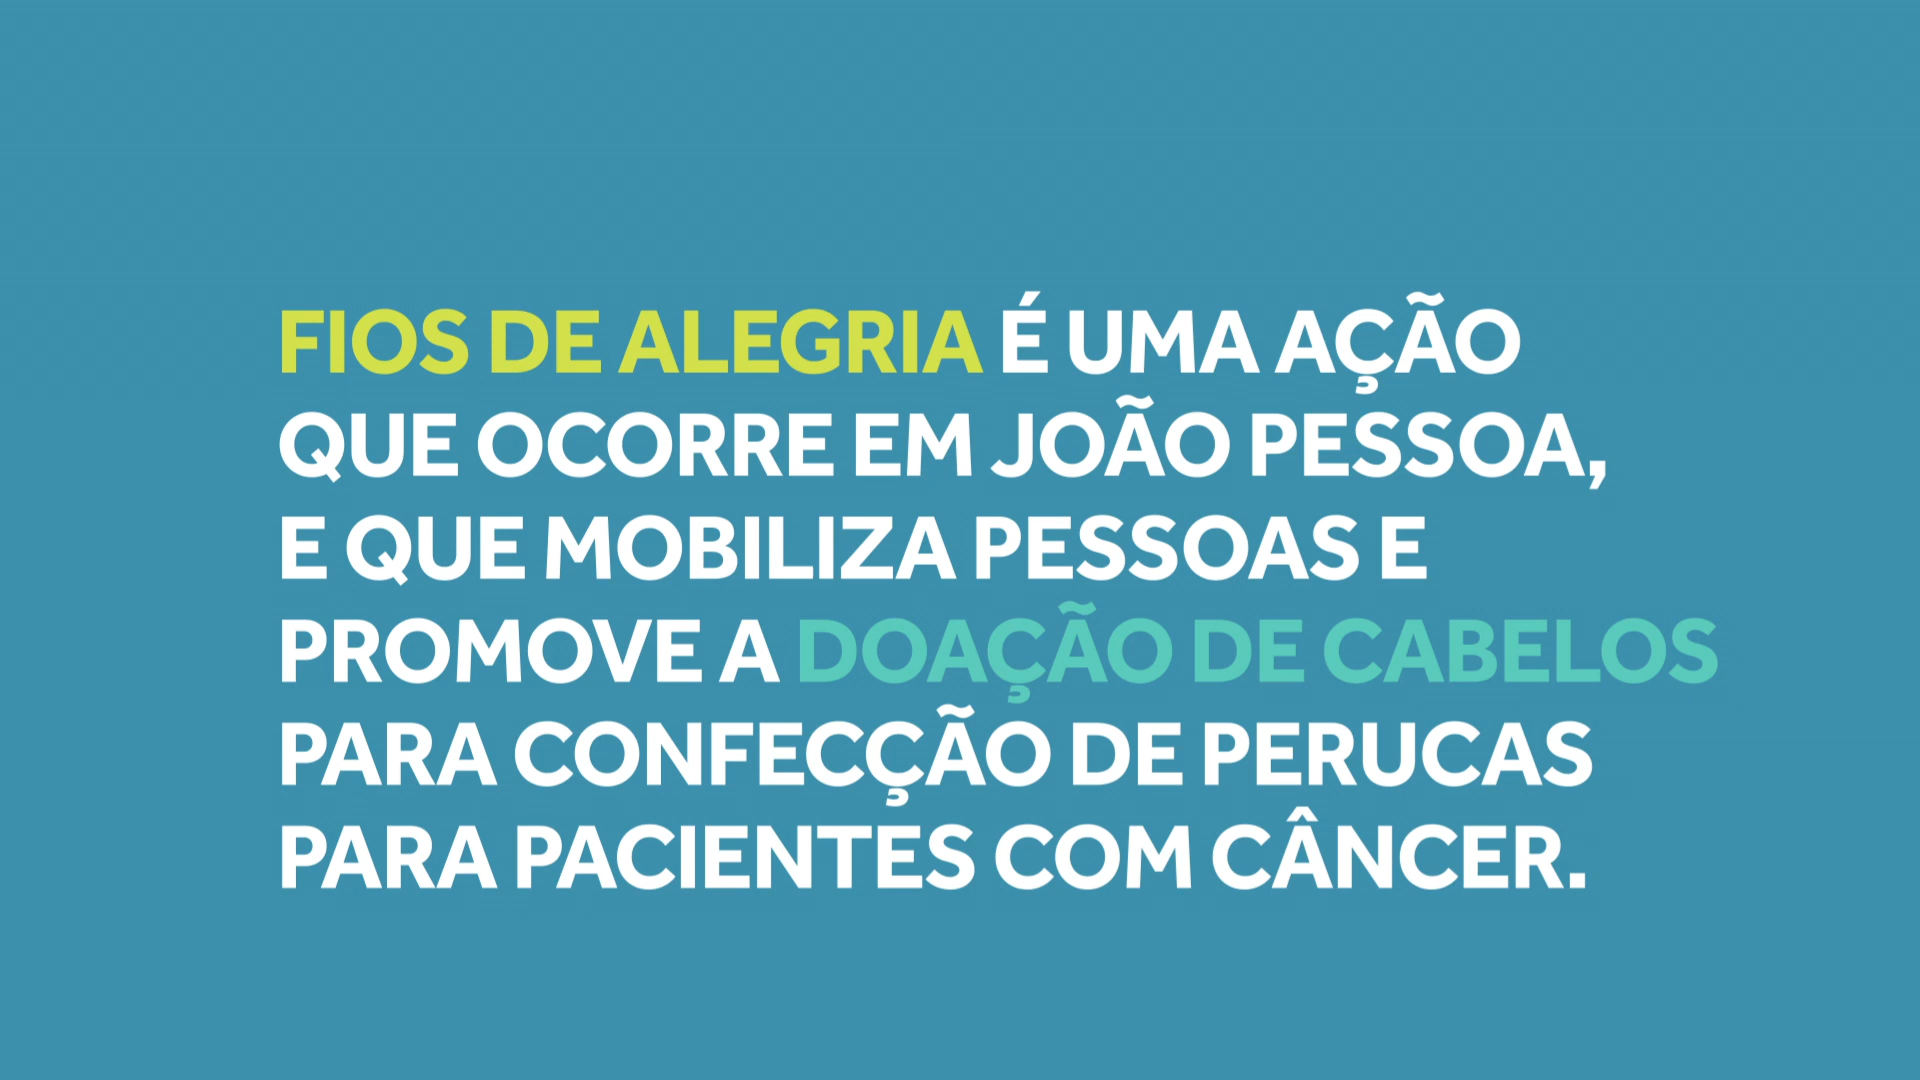 FIOS DE ALEGRIA É UMA AÇÃO
QUE OCORRE EM JOÃO PESSOA,
E QUE MOBILIZA PESSOAS E
PROMOVE A DOAÇÃO DE CABELOS
PARA CONFECÇÃO DE PERUCAS
PARA PACIENTES COM CÂNCER.